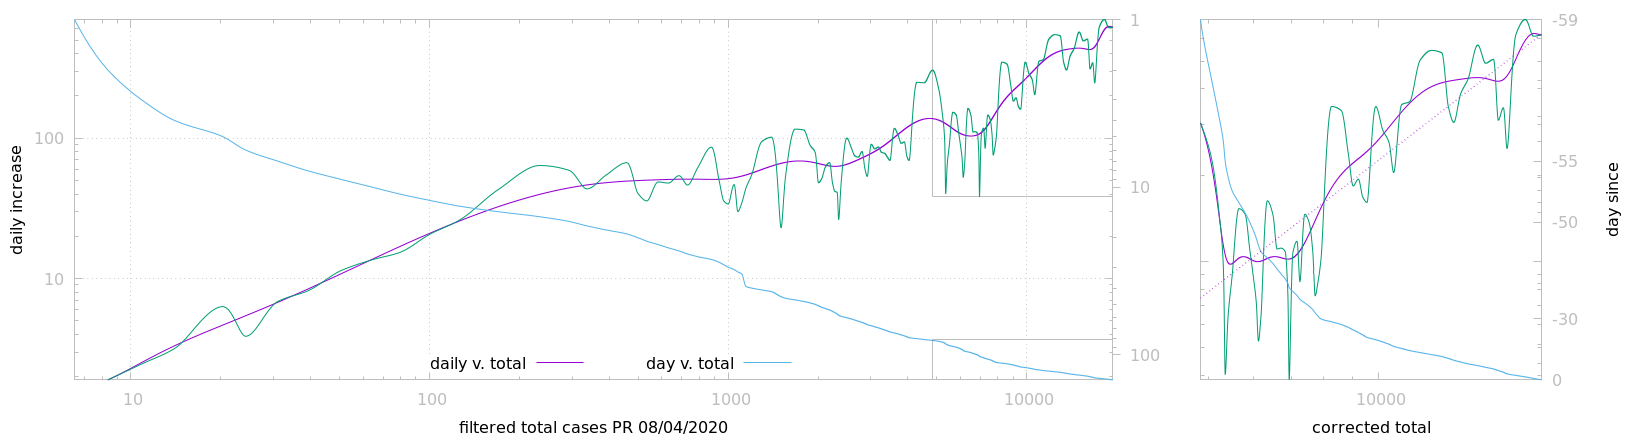 1
-59
100
10
-55
daily increase
-50
day since
10
-30
daily v. total
day v. total
100
0
10
100
1000
10000
10000
filtered total cases PR 08/04/2020
corrected total